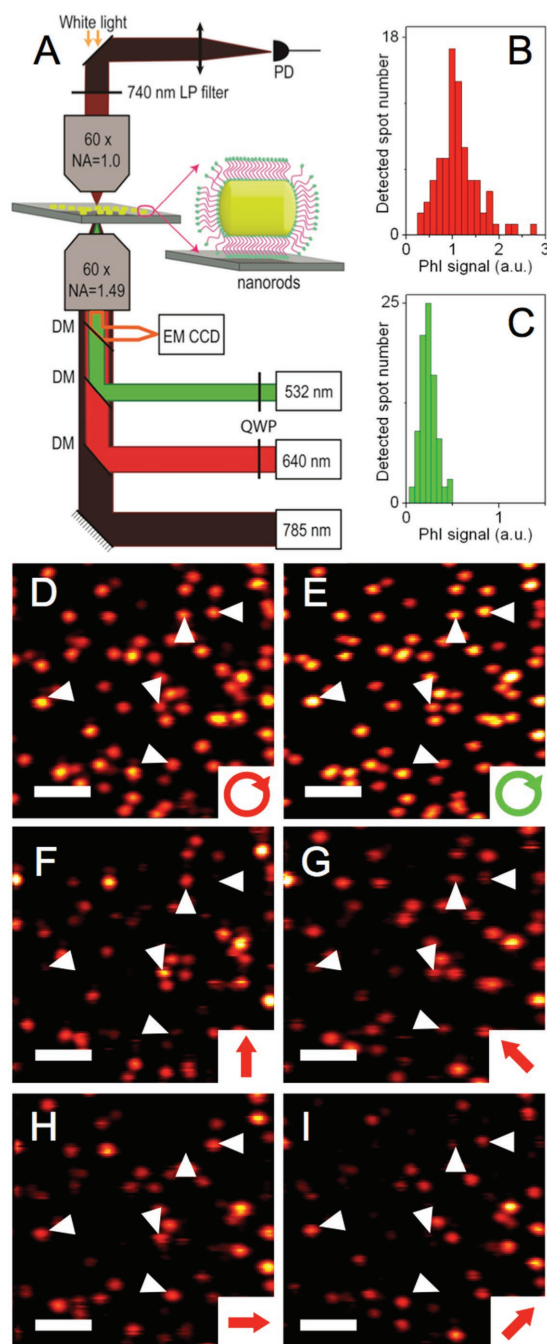 A
White light
PD
740 nm LP filter
60 x
NA=1.0
nanorods
60 x
NA=1.49
DM
EM CCD
DM
532 nm
QWP
DM
640 nm
785 nm
B
Detected spot number
18
0
0 1 2 3
PhI signal (a.u.)
C
Detected spot number
25
0
0 1
PhI signal (a.u.)
D
E
F
G
H
I